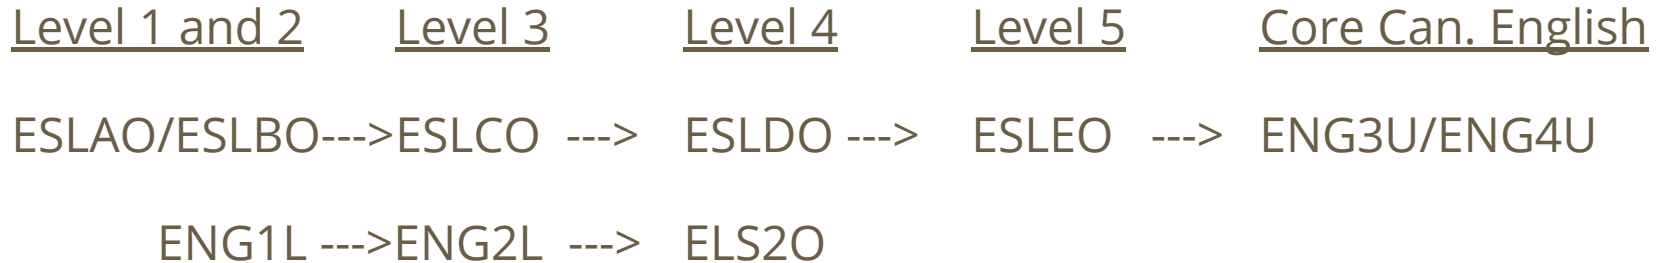 Level 1 and 2 Level 3 Level 4 Level 5 Core Can. English
ESLAO/ESLBO--->ESLCO ---> ESLDO ---> ESLEO ---> ENG3U/ENG4U
ENG1L --->ENG2L ---> ELS2O